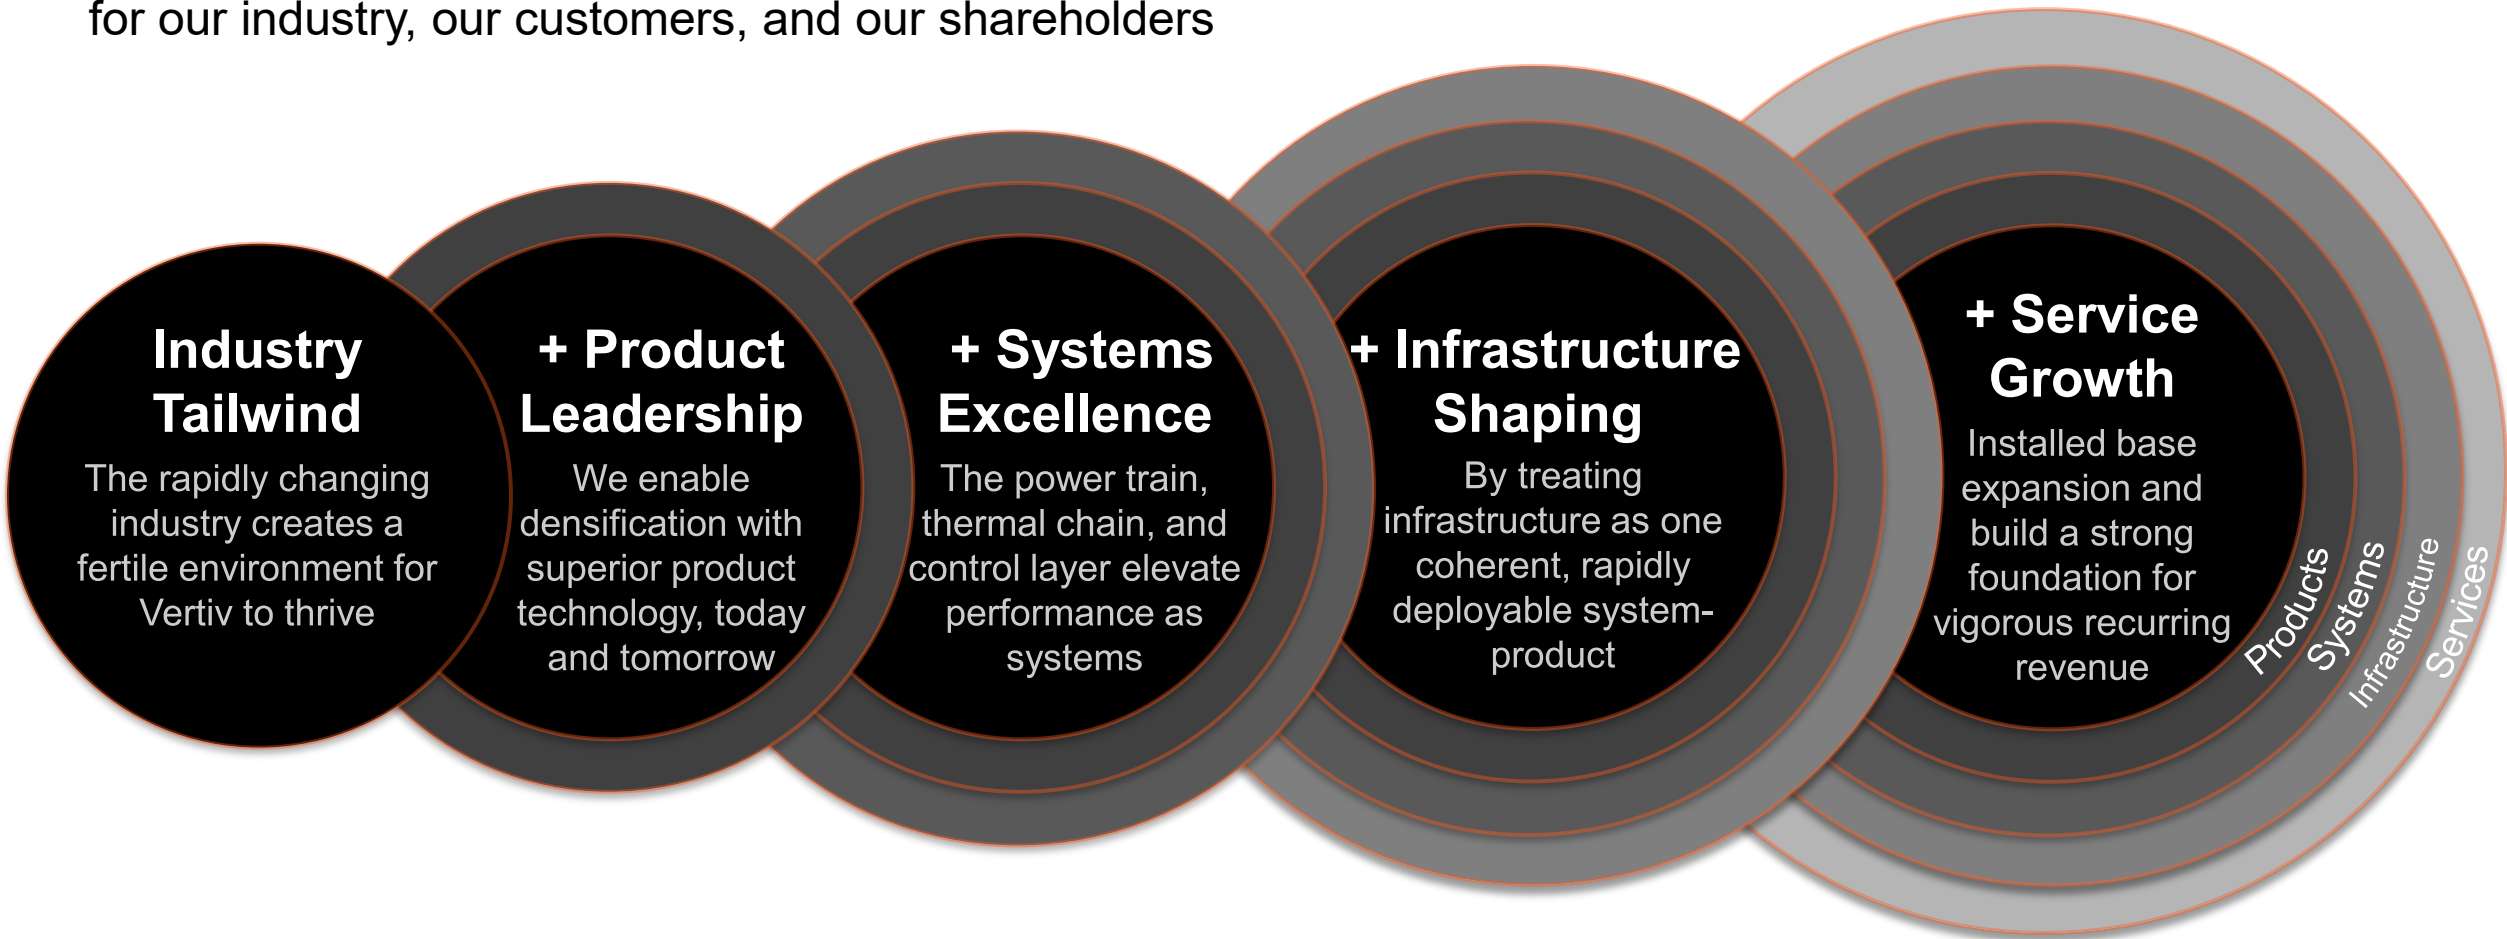 for our industry, our customers, and our shareholders
Industry
Tailwind
The rapidly changing
industry creates a
fertile environment for
Vertiv to thrive
+ Product
Leadership
We enable
densification with
superior product
technology, today
and tomorrow
+ Systems
Excellence
The power train,
thermal chain, and
control layer elevate
performance as
systems
+ Infrastructure
Shaping
By treating
infrastructure as one
coherent, rapidly
deployable system-
product
+ Service
Growth
Installed base
expansion and
build a strong
foundation for
vigorous recurring
revenue
Products
Systems
Infrastructure
Services